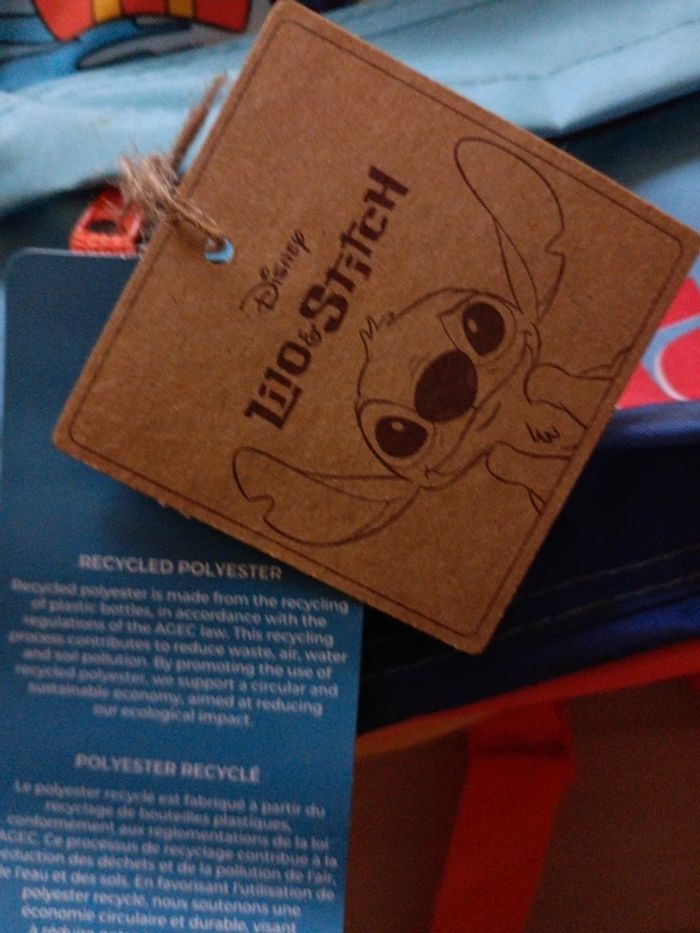 Disney
Lilo & Stitch
RECYCLED POLYESTER
Recycled polyester is made from the recycling
of plastic bottles, in accordance with the
regulations of the AGEC law. This recycling
process contributes to reduce waste, air, water
and soil pollution. By promoting the use of
recycled polyester, we support a circular and
sustainable economy, aimed at reducing
our ecological impact.
POLYESTER RECYCLÉ
Le polyester recyclé est fabriqué à partir du
recyclage de bouteilles plastiques,
conformément aux réglementations de la loi
AGEC. Ce processus de recyclage contribue à la
réduction des déchets et de la pollution de l'air,
de l'eau et des sols. En favorisant l'utilisation de
polyester recyclé, nous soutenons une
économie circulaire et durable, visant
à réduire